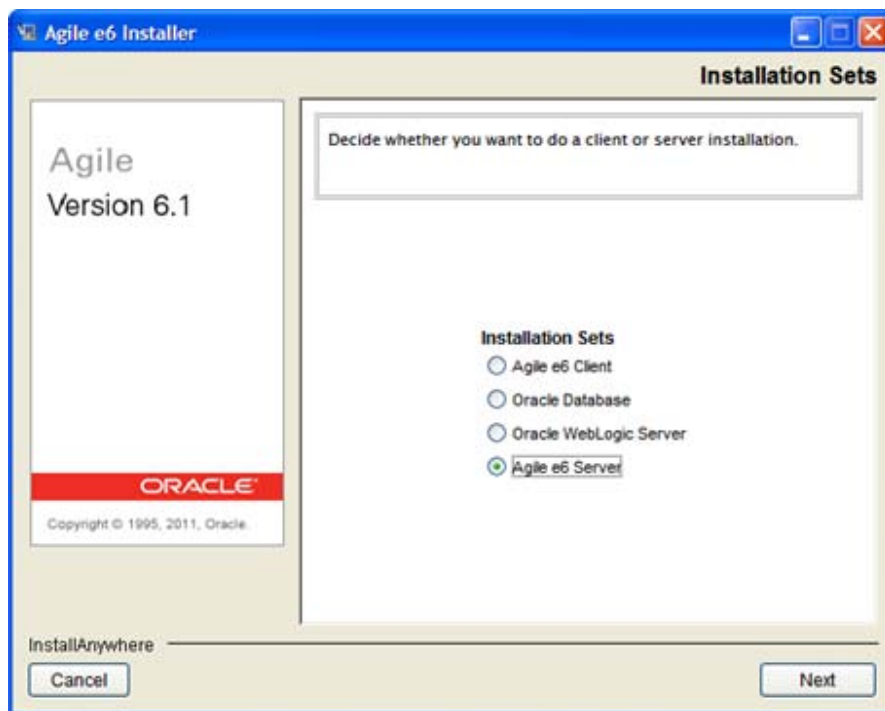 Agile e6 Installer
Installation Sets
Agile
Version 6.1
ORACLE
Copyright © 1995, 2011, Oracle.
Decide whether you want to do a client or server installation.
Installation Sets
Agile e6 Client
Oracle Database
Oracle WebLogic Server
Agile e6 Server
InstallAnywhere
Cancel
Next